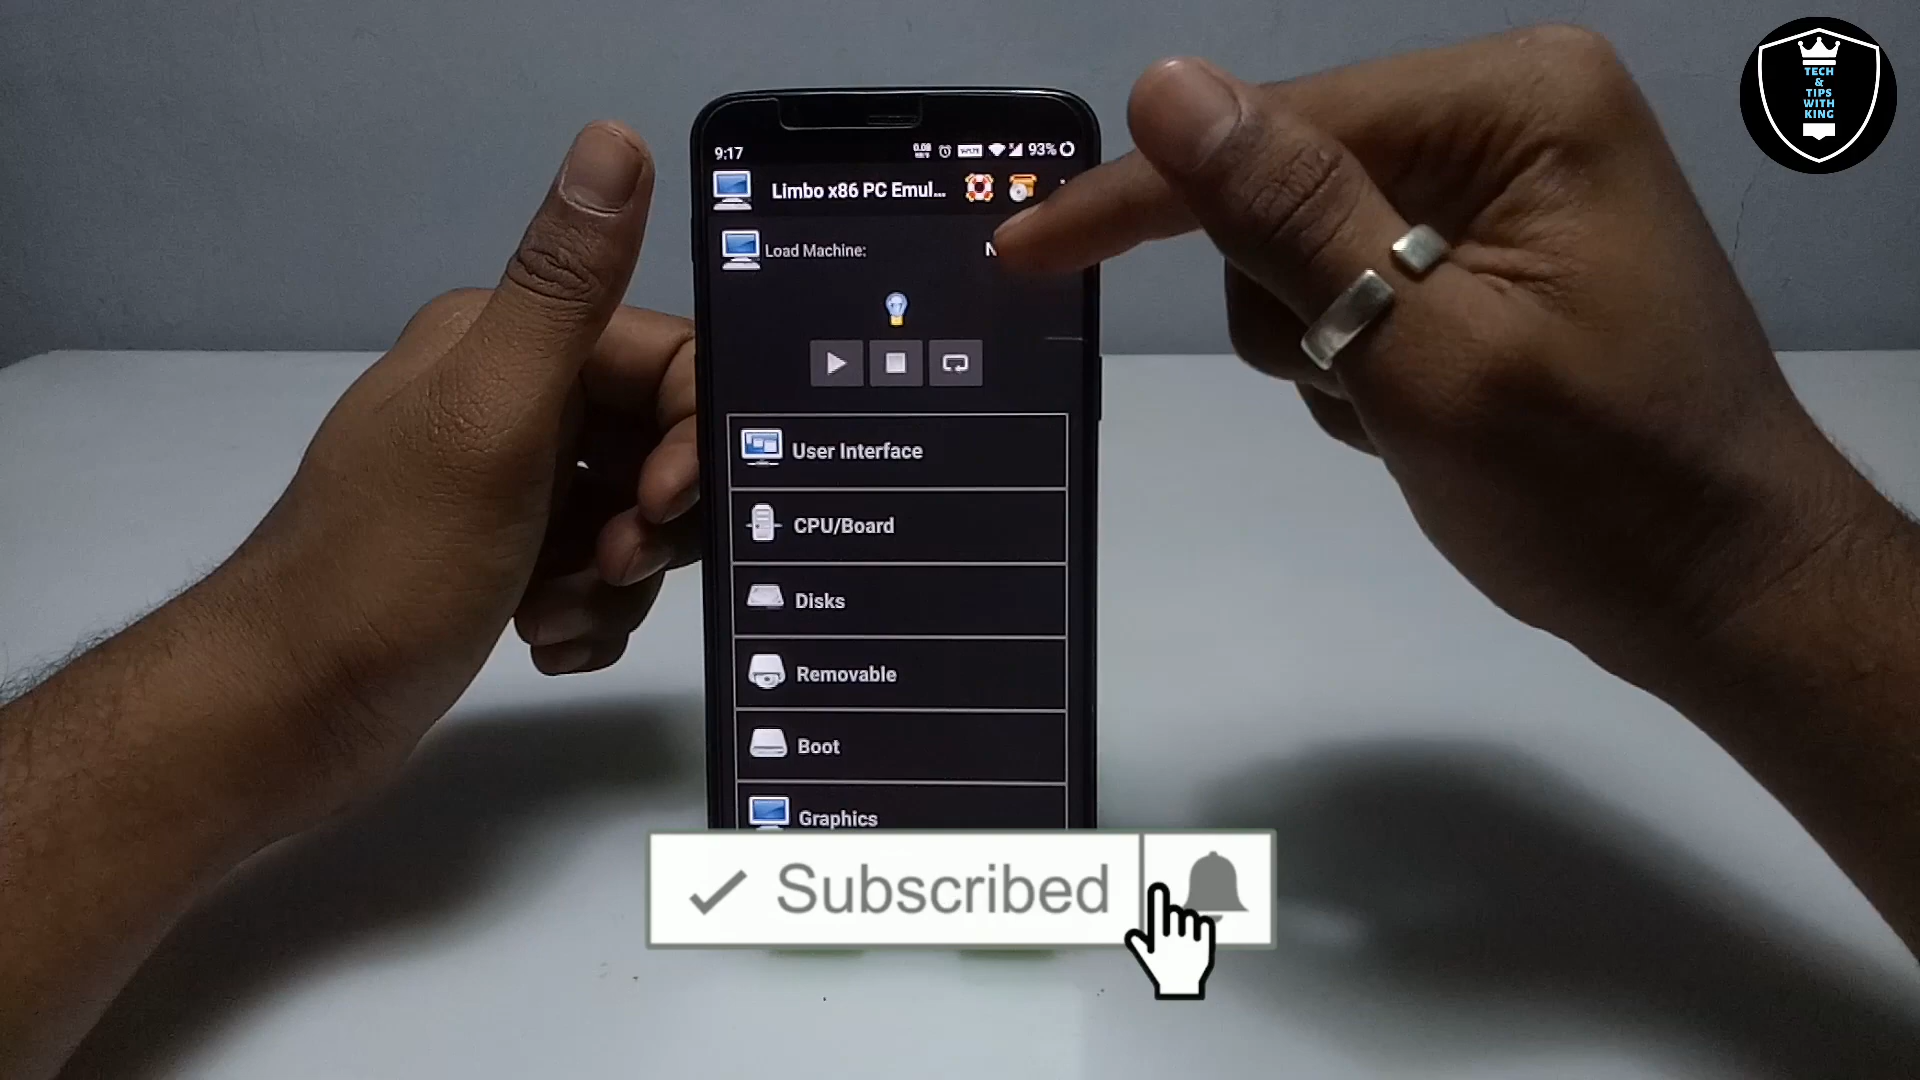 TECH
&
TIPS
WITH
KING
9:17
93%
Limbo x86 PC Emul...
Load Machine:
N
User Interface
CPU/Board
Disks
Removable
Boot
Graphics
Subscribed